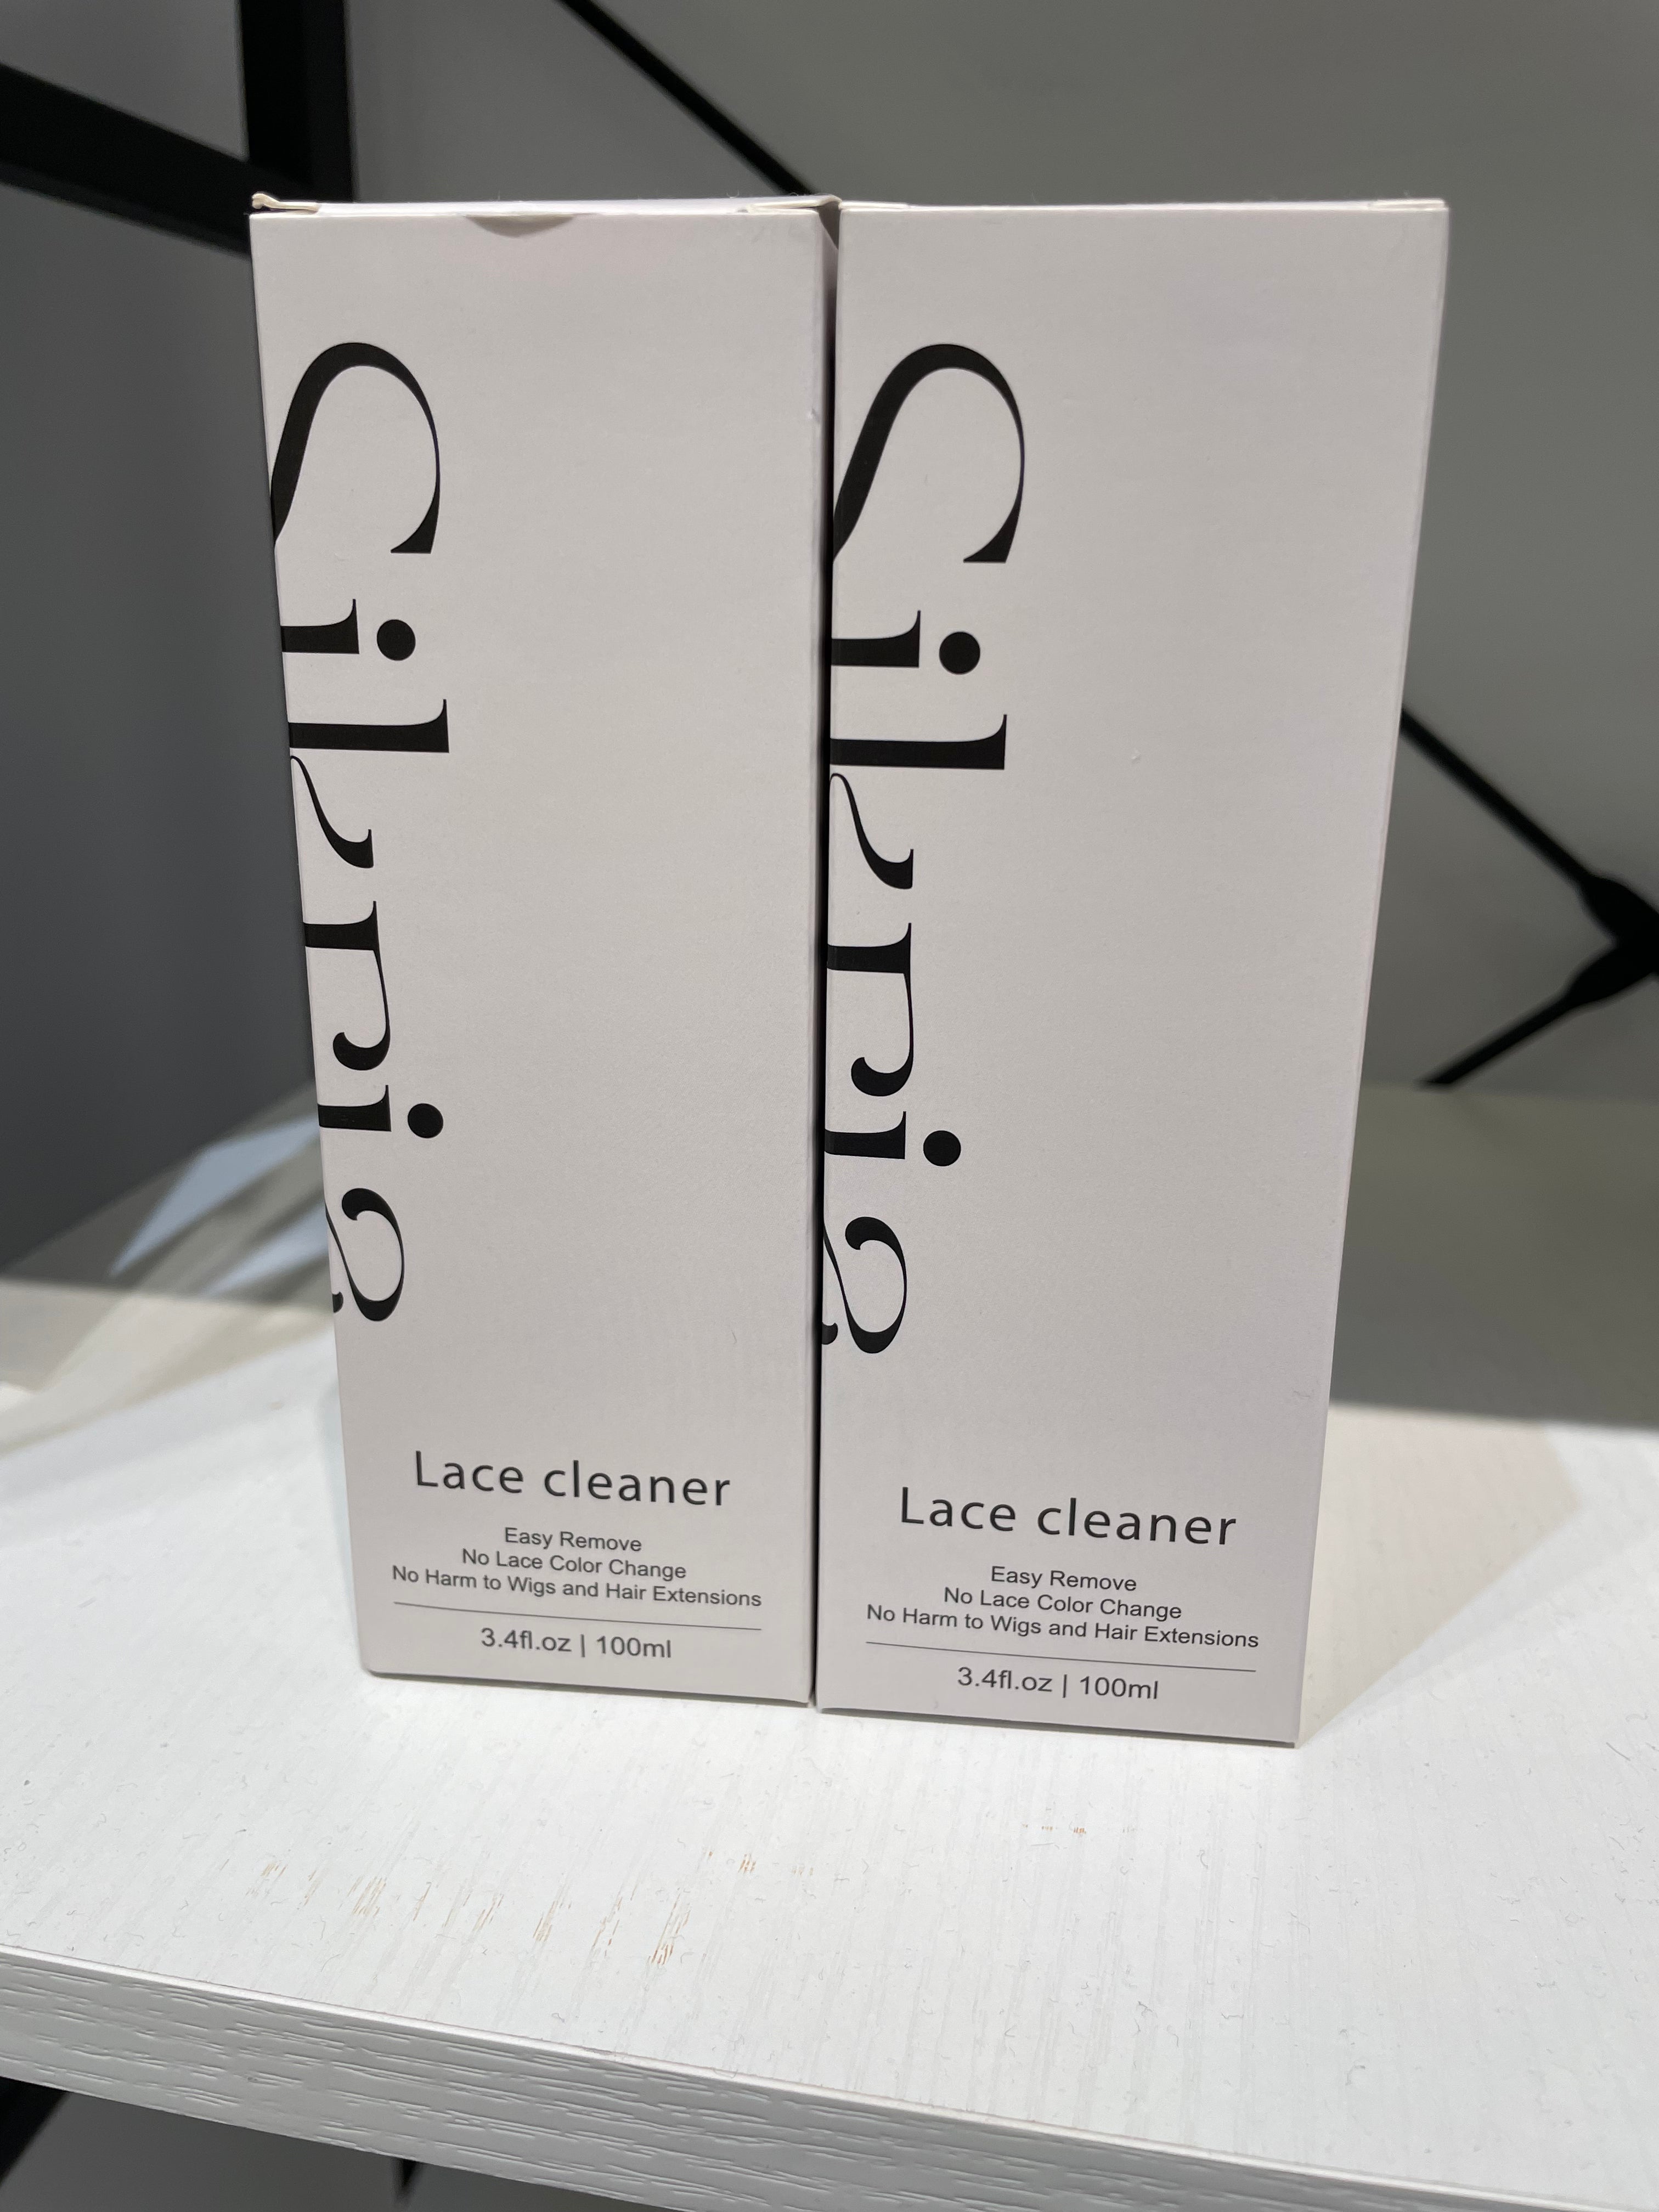 Silkrig
Lace cleaner
Easy Remove
No Lace Color Change
No Harm to Wigs and Hair Extensions
3.4fl.oz | 100ml
Silkrig
Lace cleaner
Easy Remove
No Lace Color Change
No Harm to Wigs and Hair Extensions
3.4fl.oz | 100ml